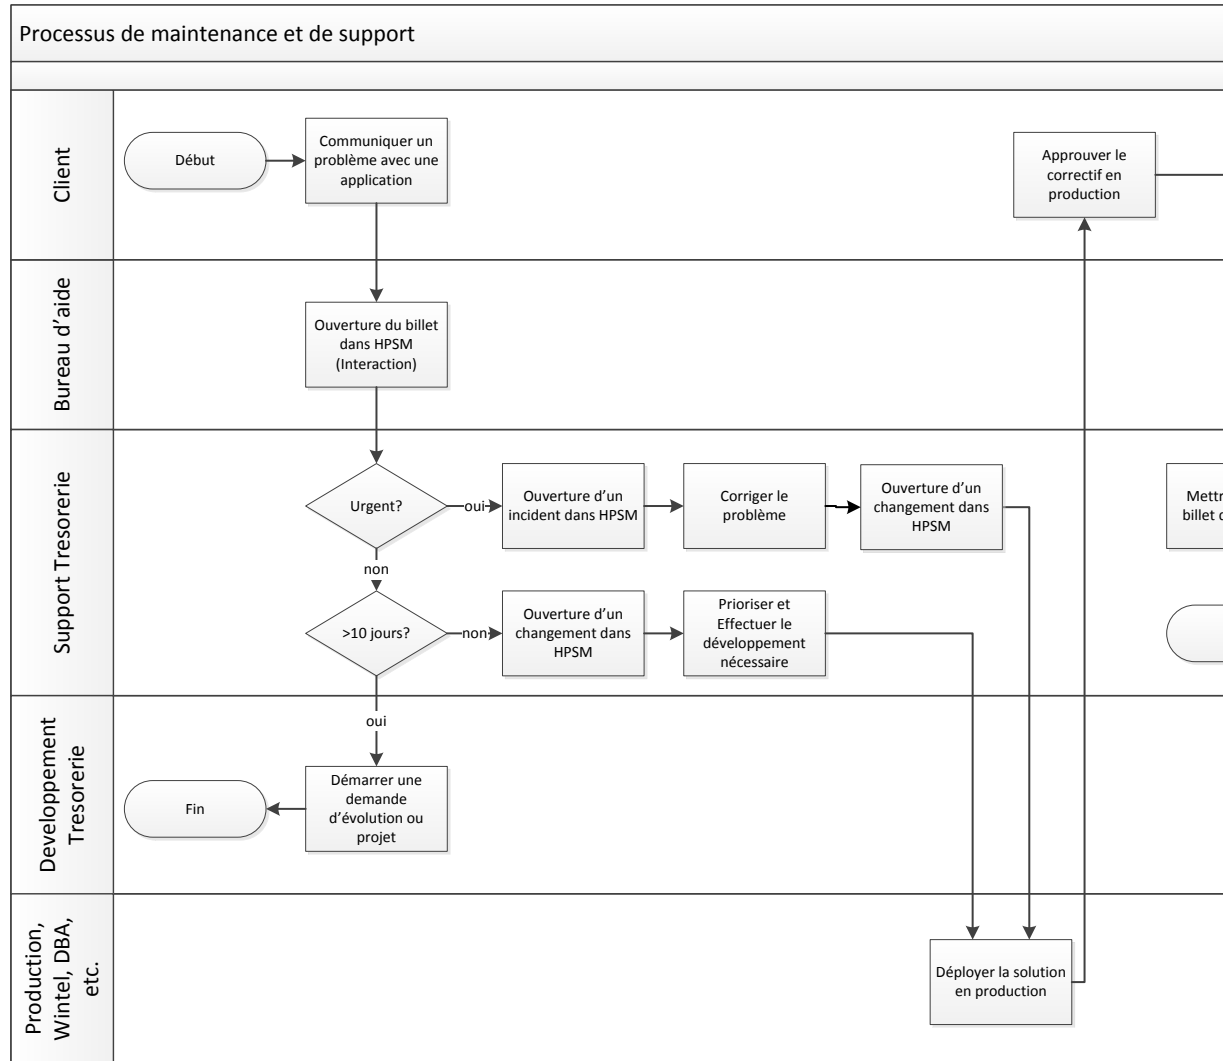 Processus de maintenance et de support
Client
Début
Communiquer un
problème avec une
application
Approuver le
correctif en
production
Bureau d'aide
Ouverture du billet
dans HPSM
(Interaction)
Support Tresorerie
Urgent?
oui
Ouverture d'un
incident dans HPSM
Corriger le
problème
Ouverture d'un
changement dans
HPSM
billet
non
>10 jours?
non
Ouverture d'un
changement dans
HPSM
Prioriser et
Effectuer le
développement
nécessaire
oui
Developpement
Tresorerie
Fin
Démarrer une
demande
d'évolution ou
projet
Production,
Wintel, DBA,
etc.
Déployer la solution
en production